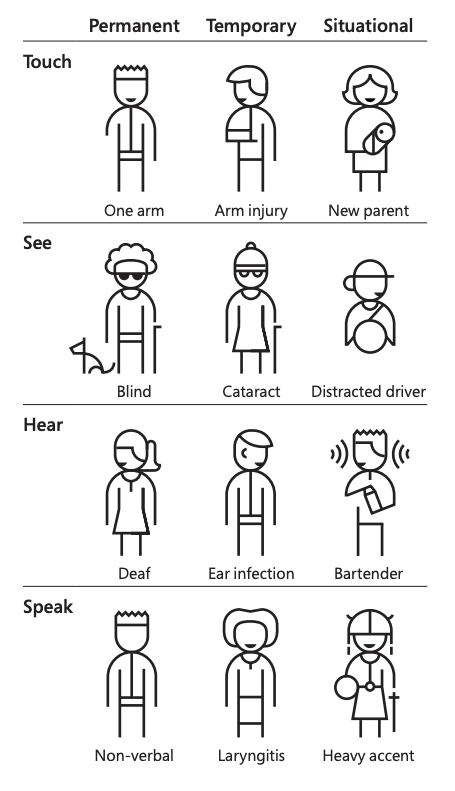 Permanent Temporary Situational
Touch
One arm Arm injury New parent
See
Blind Cataract Distracted driver
Hear
Deaf Ear infection Bartender
Speak
Non-verbal Laryngitis Heavy accent